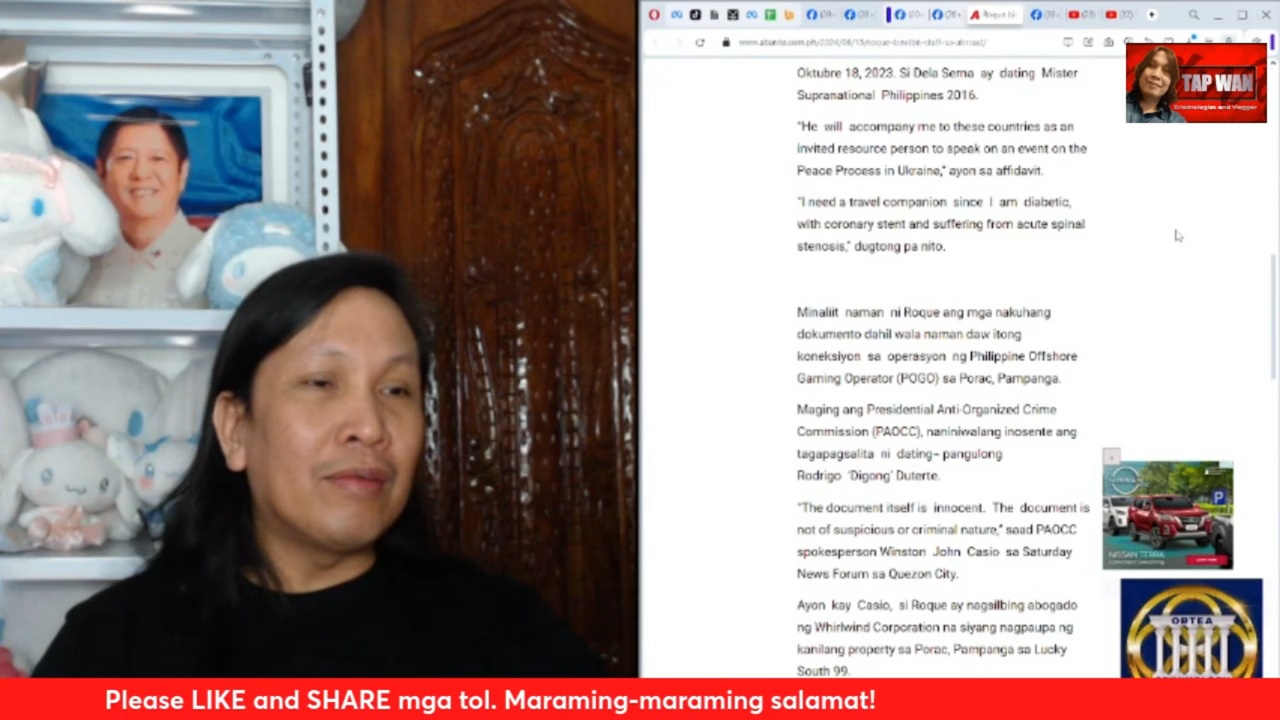 Oktubre 18, 2023. Si Dela Serna ay dating Mister
Supranational Philippines 2016.
"He will accompany me to these countries as an
invited resource person to speak on an event on the
Peace Process in Ukraine," ayon sa affidavit.
"I need a travel companion since I am diabetic,
with coronary stent and suffering from acute spinal
stenosis," dugtong pa nito.
Minaliit naman ni Roque ang mga nakuhang
dokumento dahil wala naman daw itong
koneksiyon sa operasyon ng Philippine Offshore
Gaming Operator (POGO) sa Porac, Pampanga.
Maging ang Presidential Anti-Organized Crime
Commission (PAOCC), naniniwalang inosente ang
tagapagsalita ni dating– pangulong
Rodrigo 'Digong' Duterte.
"The document itself is innocent. The document is
not of suspicious or criminal nature," saad PAOCC
spokesperson Winston John Casio sa Saturday
News Forum sa Quezon City.
Ayon kay Casio, si Roque ay nagsilbing abogado
ng Whirlwind Corporation na siyang nagpaupa ng
kanilang property sa Porac, Pampanga sa Lucky
South 99.
TAP WAN
Criminologist and Vlogger
NISSAN TERRA
ORTEA
Please LIKE and SHARE mga tol. Maraming-maraming salamat!